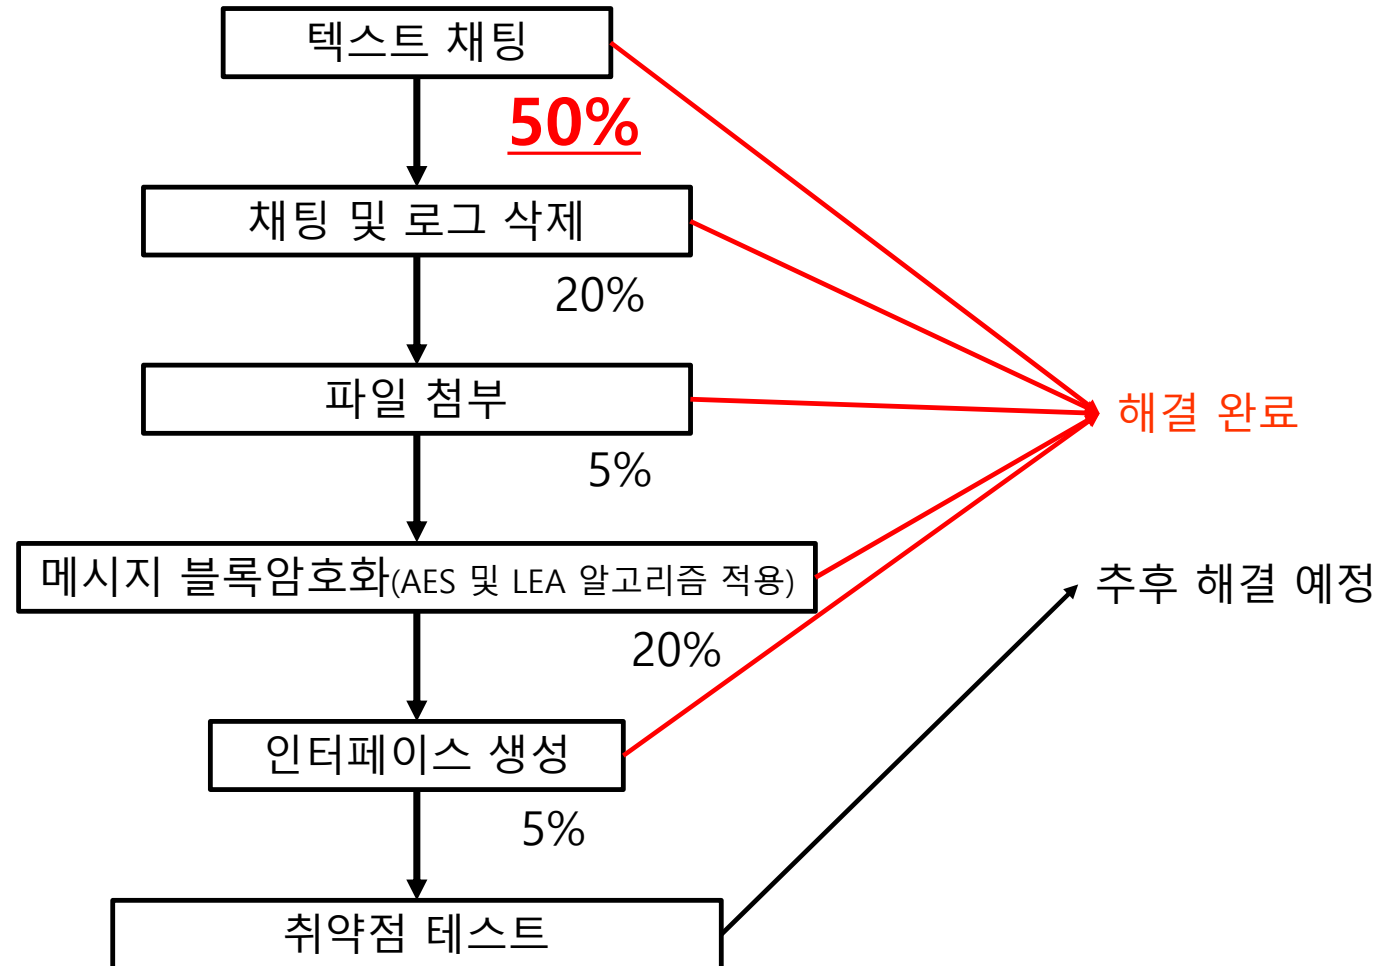 텍스트 채팅
50%
채팅 및 로그 삭제
20%
파일 첨부
해결 완료
5%
메시지 블록암호화(AES 및 LEA 알고리즘 적용)
추후 해결 예정
20%
인터페이스 생성
5%
취약점 테스트